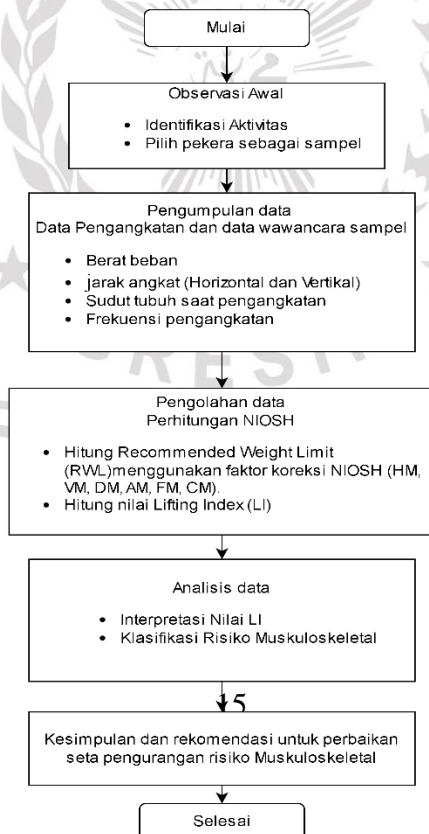 Mulai
Observasi Awal
• Identifikasi Aktivitas
• Pilih pekera sebagai sampel
Pengumpulan data
Data Pengangkatan dan data wawancara sampel
• Berat beban
• jarak angkat (Horizontal dan Vertikal)
• Sudut tubuh saat pengangkatan
• Frekuensi pengangkatan
RESI
Pengolahan data
Perhitungan NIOSH
• Hitung Recommended Weight Limit
(RWL)menggunakan faktor koreksi NIOSH (HM,
VM, DM, AM, FM, CM).
• Hitung nilai Lifting Index (LI)
Analisis data
• Interpretasi Nilai LI
• Klasifikasi Risiko Muskuloskeletal
15
Kesimpulan dan rekomendasi untuk perbaikan
seta pengurangan risiko Muskuloskeletal
Selesai